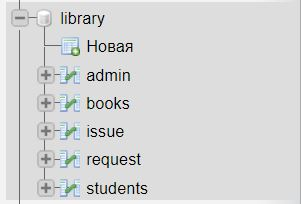 library
Новая
admin
books
issue
request
students